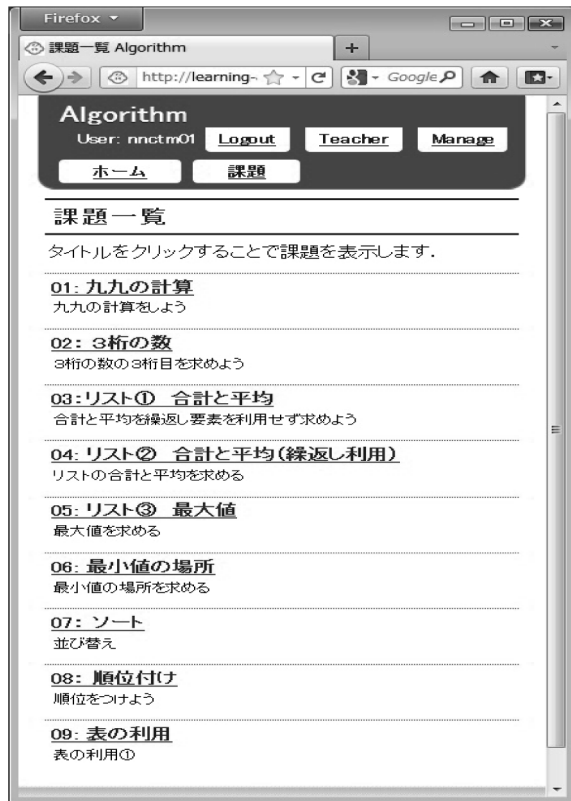 Firefox
課題一覧 Algorithm
http://learning-
Google
Algorithm
User: nnctm01 Logout Teacher Manage
ホーム 課題
課題一覧
タイトルをクリックすることで課題を表示します.
01: 九九の計算
九九の計算をしよう
02: 3桁の数
3桁の数の3桁目を求めよう
03:リスト① 合計と平均
合計と平均を繰返し要素を利用せず求めよう
04: リスト② 合計と平均(繰返し利用)
リストの合計と平均を求める
05: リスト③ 最大値
最大値を求める
06: 最小値の場所
最小値の場所を求める
07: ソート
並び替え
08: 順位付け
順位をつけよう
09: 表の利用
表の利用①